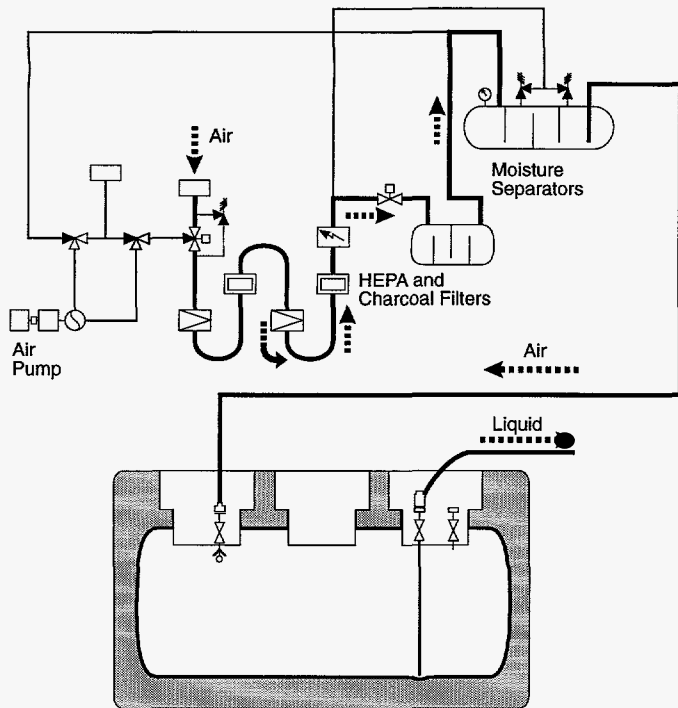 Air
Moisture
Separators
HEPA and
Charcoal Filters
Air
Pump
Air
Liquid